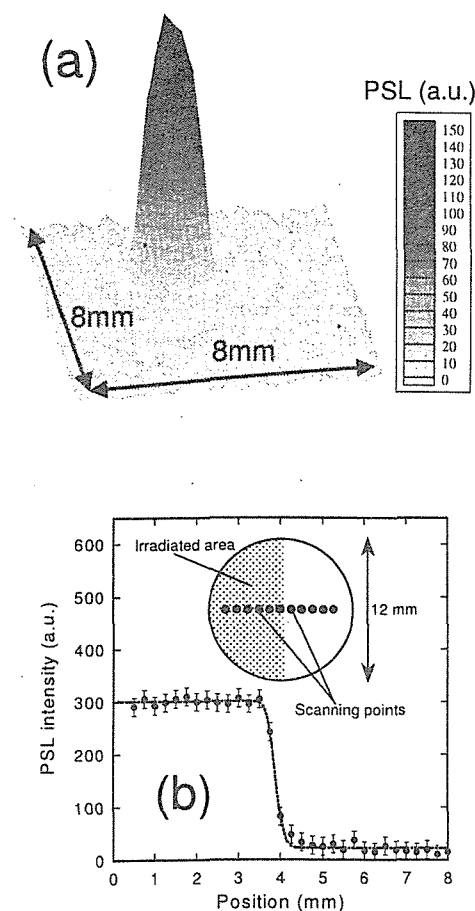 (a)
PSL (a.u.)
150
140
130
120
110
100
90
80
70
60
50
40
30
20
10
0
8mm
8mm
600
500
400
300
200
100
0
PSL intensity (a.u.)
Irradiated area
12 mm
Scanning points
(b)
0 1 2 3 4 5 6 7 8
Position (mm)